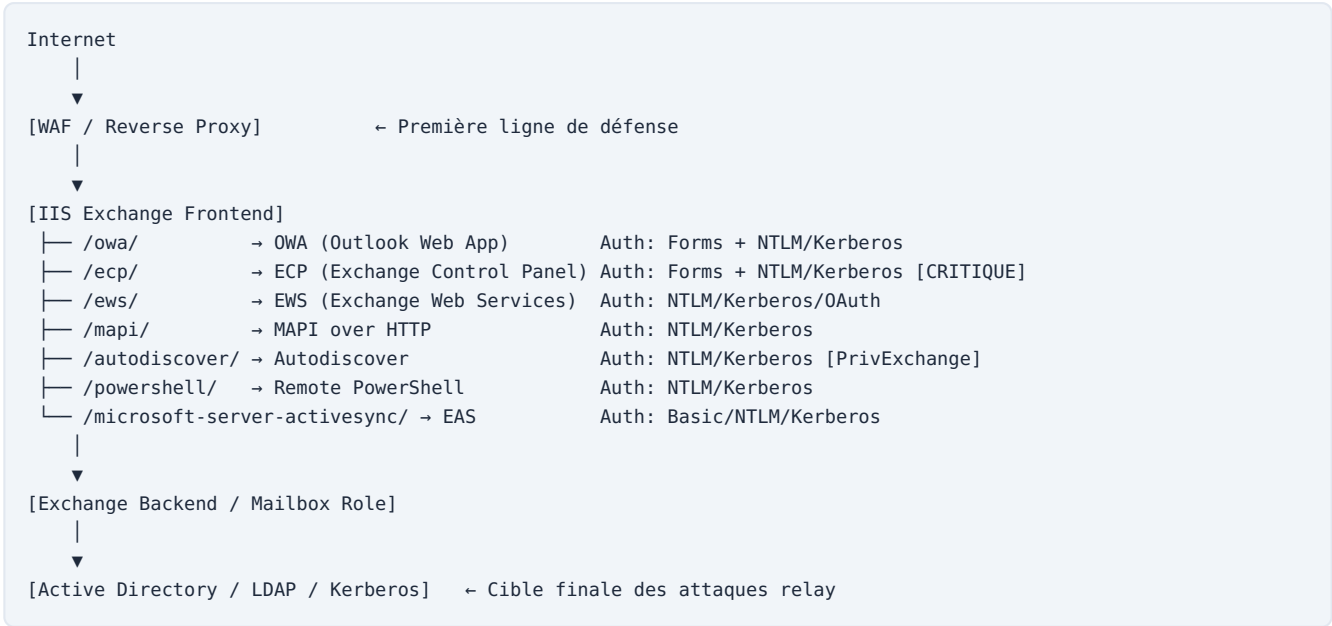 Internet
    │
    ▼
[WAF / Reverse Proxy]          ← Première ligne de défense
    │
    ▼
[IIS Exchange Frontend]
 ├── /owa/          → OWA (Outlook Web App)        Auth: Forms + NTLM/Kerberos
 ├── /ecp/          → ECP (Exchange Control Panel) Auth: Forms + NTLM/Kerberos [CRITIQUE]
 ├── /ews/          → EWS (Exchange Web Services)  Auth: NTLM/Kerberos/OAuth
 ├── /mapi/         → MAPI over HTTP               Auth: NTLM/Kerberos
 ├── /autodiscover/ → Autodiscover                 Auth: NTLM/Kerberos [PrivExchange]
 ├── /powershell/   → Remote PowerShell            Auth: NTLM/Kerberos
 └── /microsoft-server-activesync/ → EAS           Auth: Basic/NTLM/Kerberos
    │
    ▼
[Exchange Backend / Mailbox Role]
    │
    ▼
[Active Directory / LDAP / Kerberos]   ← Cible finale des attaques relay